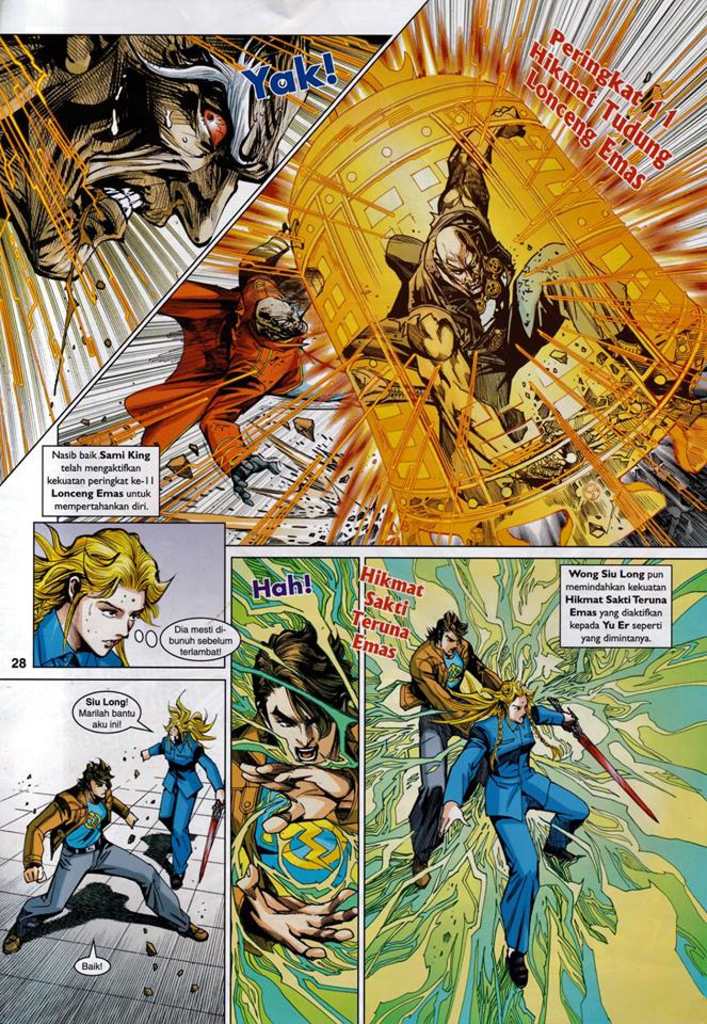 Yak!
Peringkat 11
Hikmat Tudung
Lonceng Emas
Nasib baik Sami King
telah mengaktifkan
kekuatan peringkat ke-11
Lonceng Emas untuk
mempertahankan diri.
Dia mesti di-
bunuh sebelum
terlambat!
28
Siu Long!
Marilah bantu
aku ini!
Baik!
Hah!
Hikmat
Sakti
Teruna
Emas
Wong Siu Long pun
memindahkan kekuatan
Hikmat Sakti Teruna
Emas yang diaktifkan
kepada Yu Er seperti
yang dimintanya.